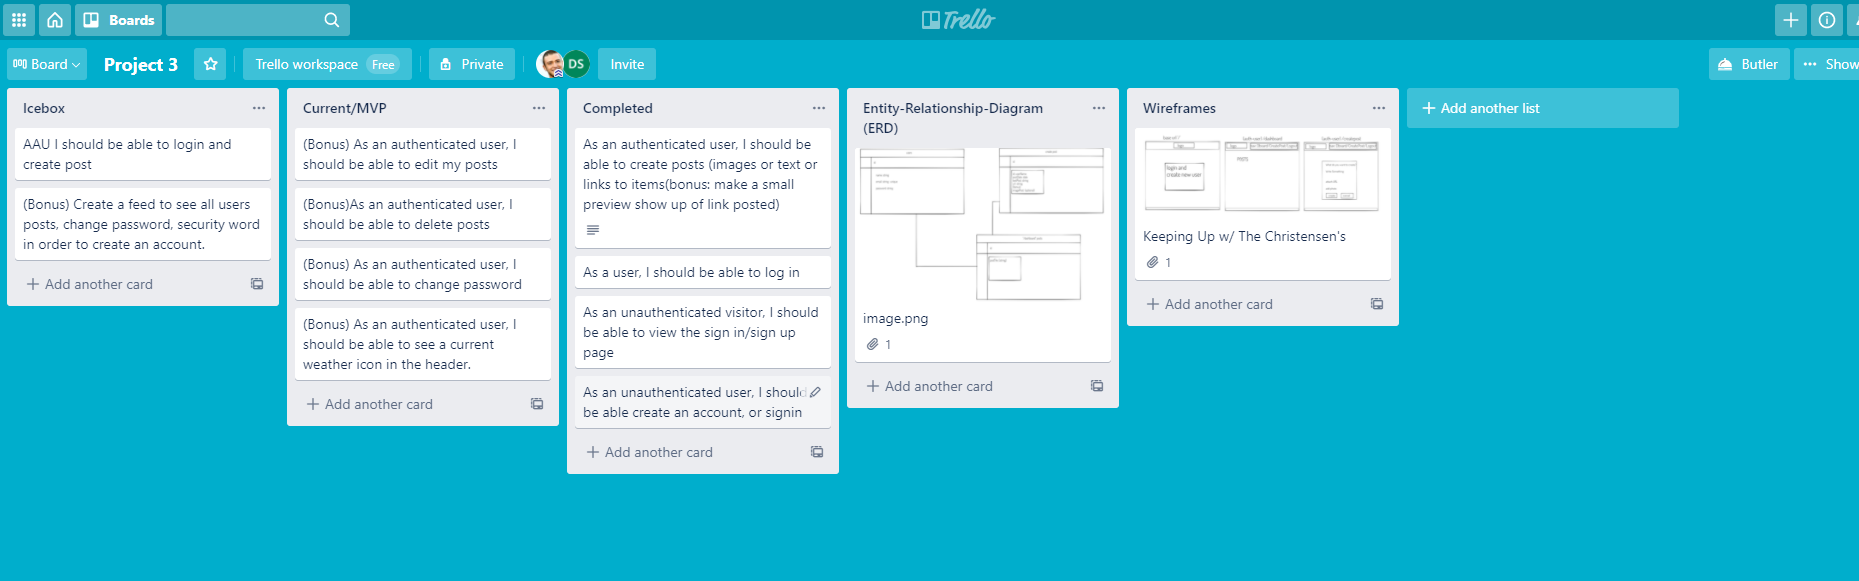 Boards
Trello
Board
Project 3
Trello workspace Free
Private
DS
Invite
Butler
Show
Icebox
AAU I should be able to login and
create post
(Bonus) Create a feed to see all users
posts, change password, security word
in order to create an account.
Add another card
Current/MVP
(Bonus) As an authenticated user, I
should be able to edit my posts
(Bonus)As an authenticated user, I
should be able to delete posts
(Bonus) As an authenticated user, I
should be able to change password
(Bonus) As an authenticated user, I
should be able to see a current
weather icon in the header.
Add another card
Completed
As an authenticated user, I should be
able to create posts (images or text or
links to items(bonus: make a small
preview show up of link posted)
As a user, I should be able to log in
As an unauthenticated visitor, I should
be able to view the sign in/sign up
page
As an unauthenticated user, I should
be able create an account, or signin
Add another card
Entity-Relationship-Diagram
(ERD)
image.png
1
Add another card
Wireframes
login and
create new user
POSTS
Keeping Up w/ The Christensen's
1
Add another card
Add another list